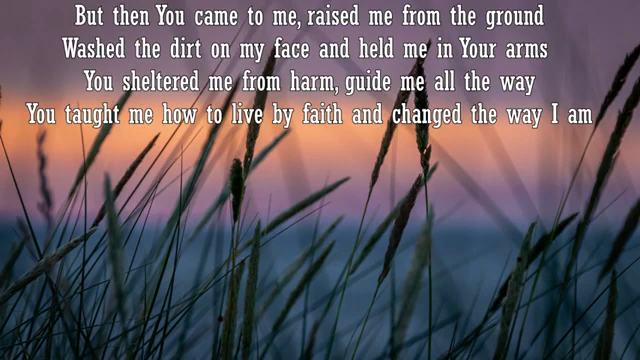 But then You came to me, raised me from the ground
Washed the dirt on my face and held me in Your arms
You sheltered me from harm, guide me all the way
You taught me how to live by faith and changed the way I am